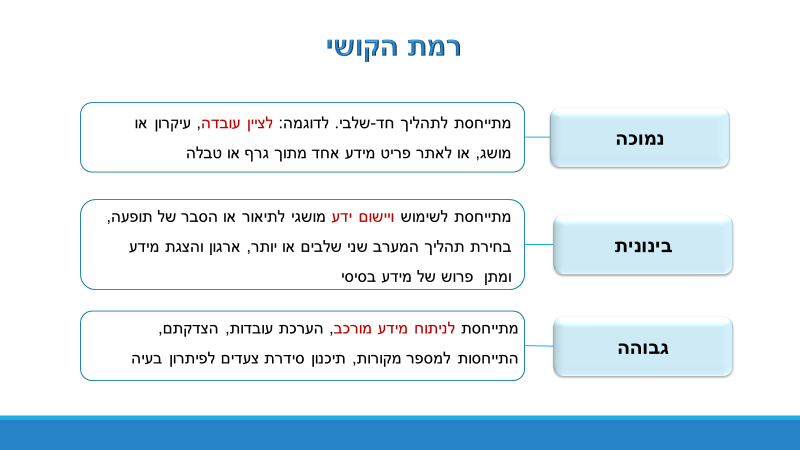 רמת הקושי
נמוכה
מתייחסת לתהליך חד-שלבי. לדוגמה: לציין עובדה, עיקרון או
מושג, או לאתר פריט מידע אחד מתוך גרף או טבלה
בינונית
מתייחסת לשימוש ויישום ידע מושגי לתיאור או הסבר של תופעה,
בחירת תהליך המערב שני שלבים או יותר, ארגון והצגת מידע
ומתן פרוש של מידע בסיסי
גבוהה
מתייחסת לניתוח מידע מורכב, הערכת עובדות, הצדקתם,
התייחסות למספר מקורות, תיכנון סידרת צעדים לפיתרון בעיה